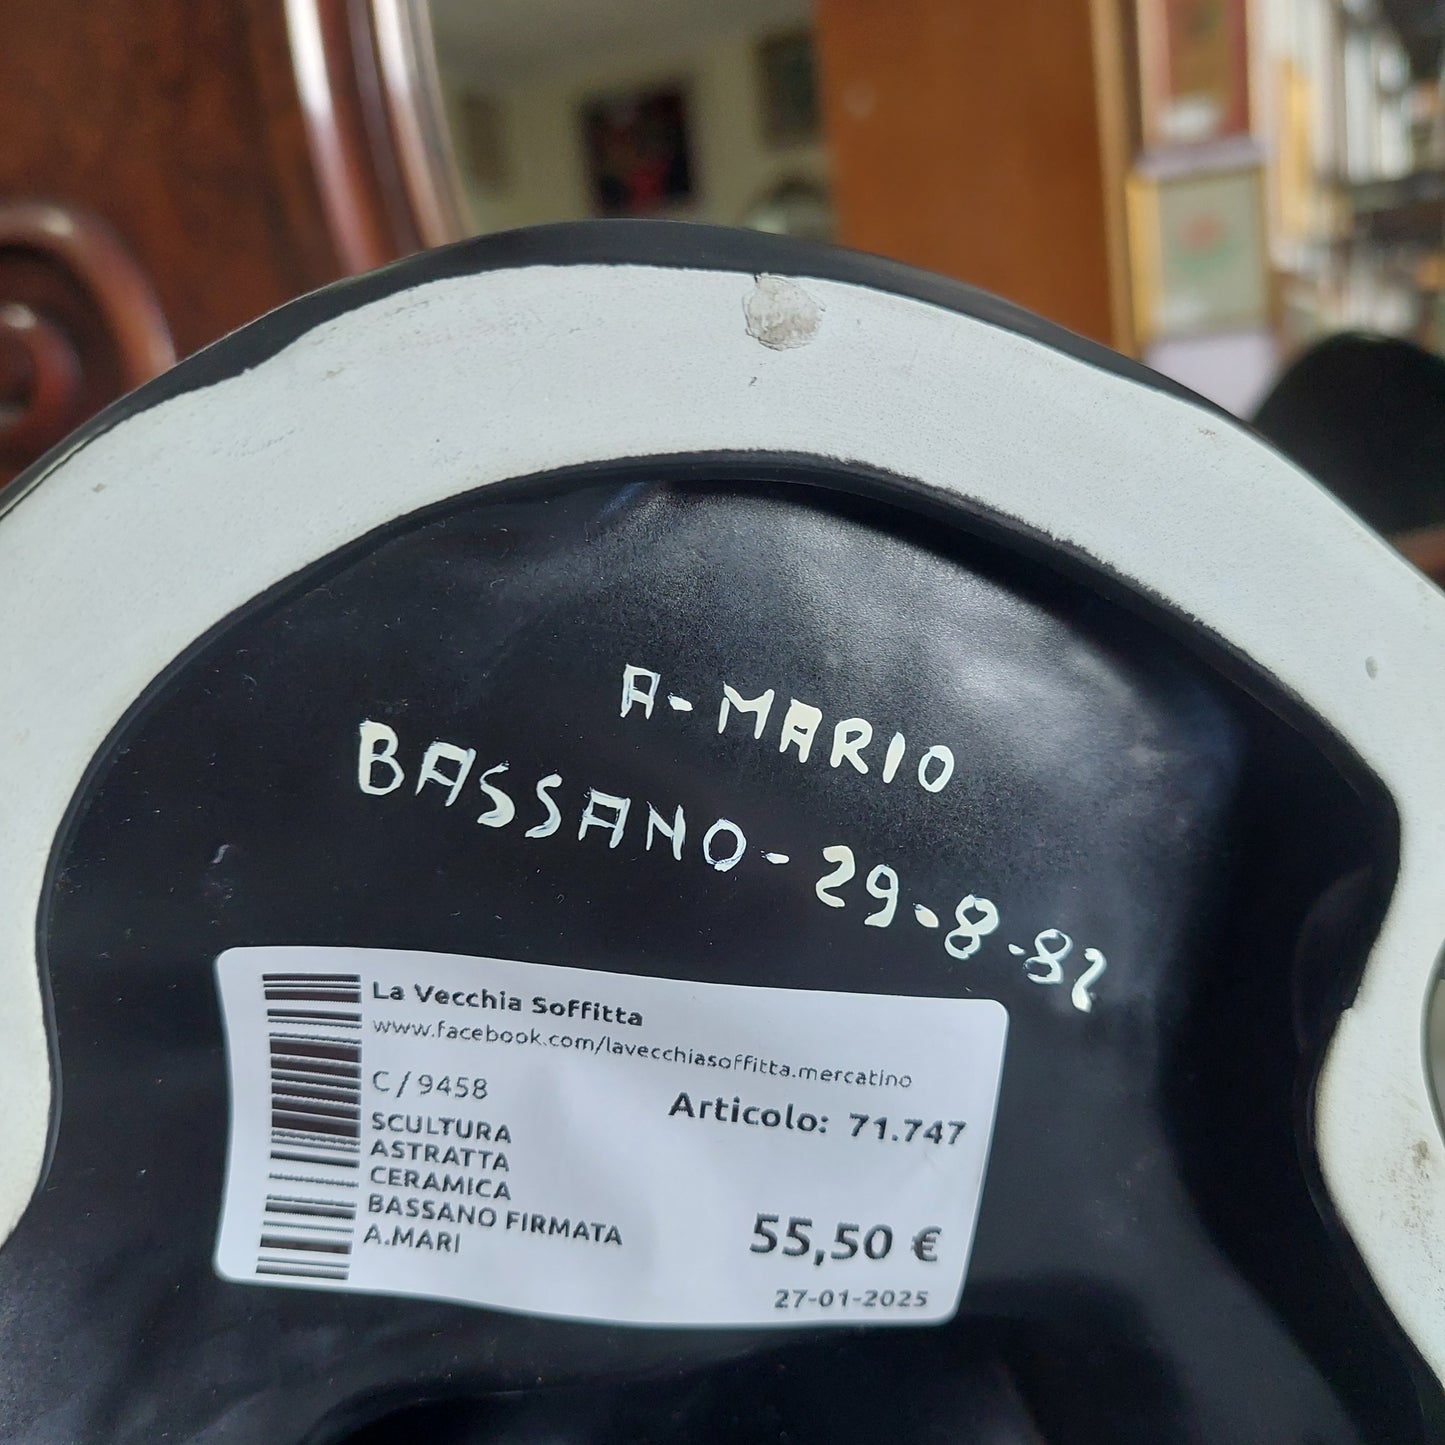 A-MARIO
BASSANO-29-8-82
La Vecchia Soffitta
www.facebook.com/lavecchiasoffitta.mercatino
C / 9458
Articolo: 71.747
SCULTURA
ASTRATTA
CERAMICA
BASSANO FIRMATA
A.MARI
55,50 €
27-01-2025